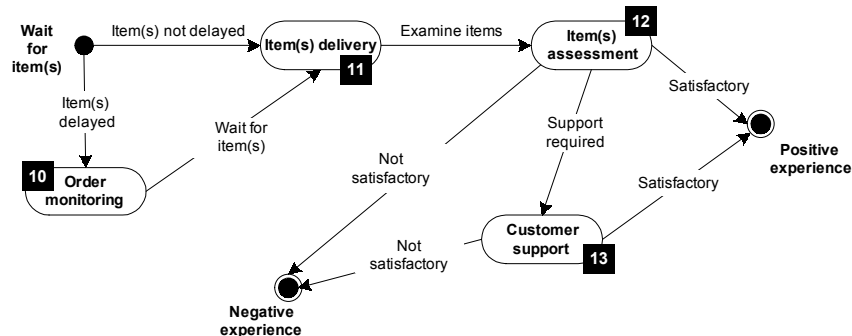 Wait
for
item(s)
Item(s) not delayed
Item(s) delivery
11
Examine items
12
Item(s)
assessment
Satisfactory
Item(s)
delayed
Wait for
item(s)
Support
required
Positive
experience
10
Order
monitoring
Not
satisfactory
Satisfactory
Customer
support
13
Not
satisfactory
Negative
experience